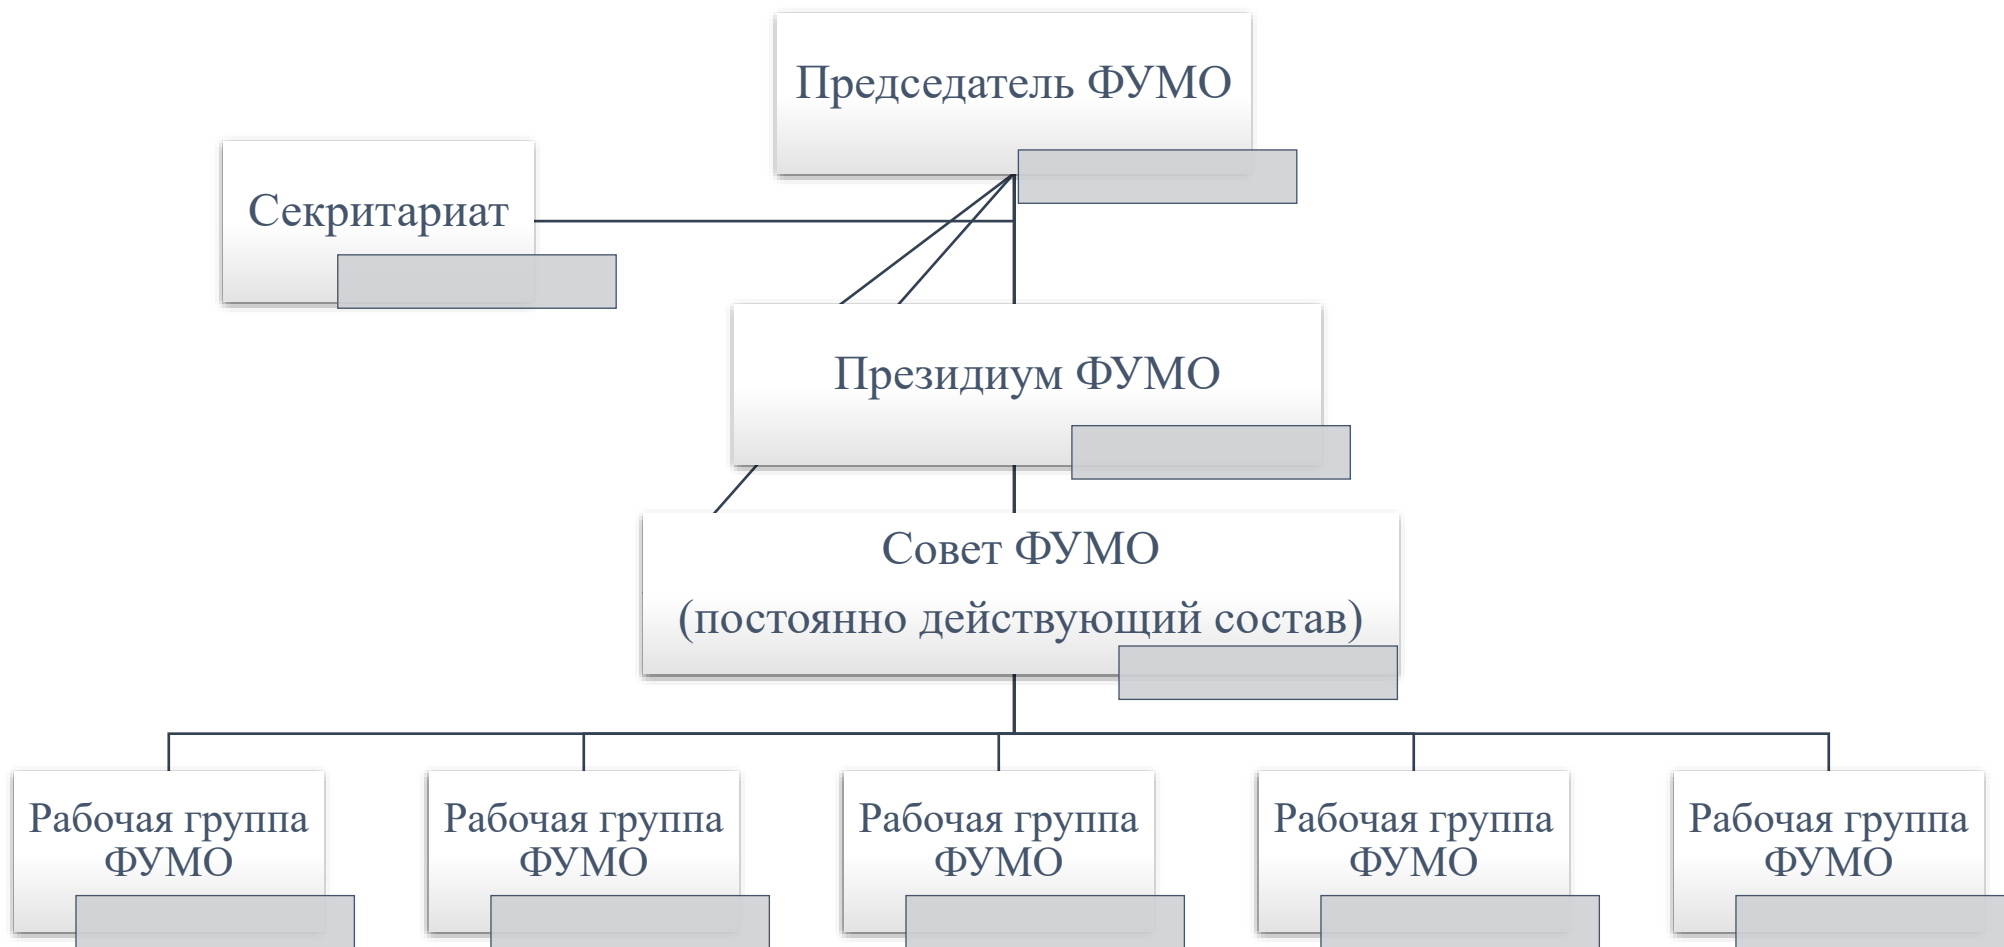 Председатель ФУМО
Секритариат
Президиум ФУМО
Совет ФУМО
(постоянно действующий состав)
Рабочая группа
ФУМО
Рабочая группа
ФУМО
Рабочая группа
ФУМО
Рабочая группа
ФУМО
Рабочая группа
ФУМО